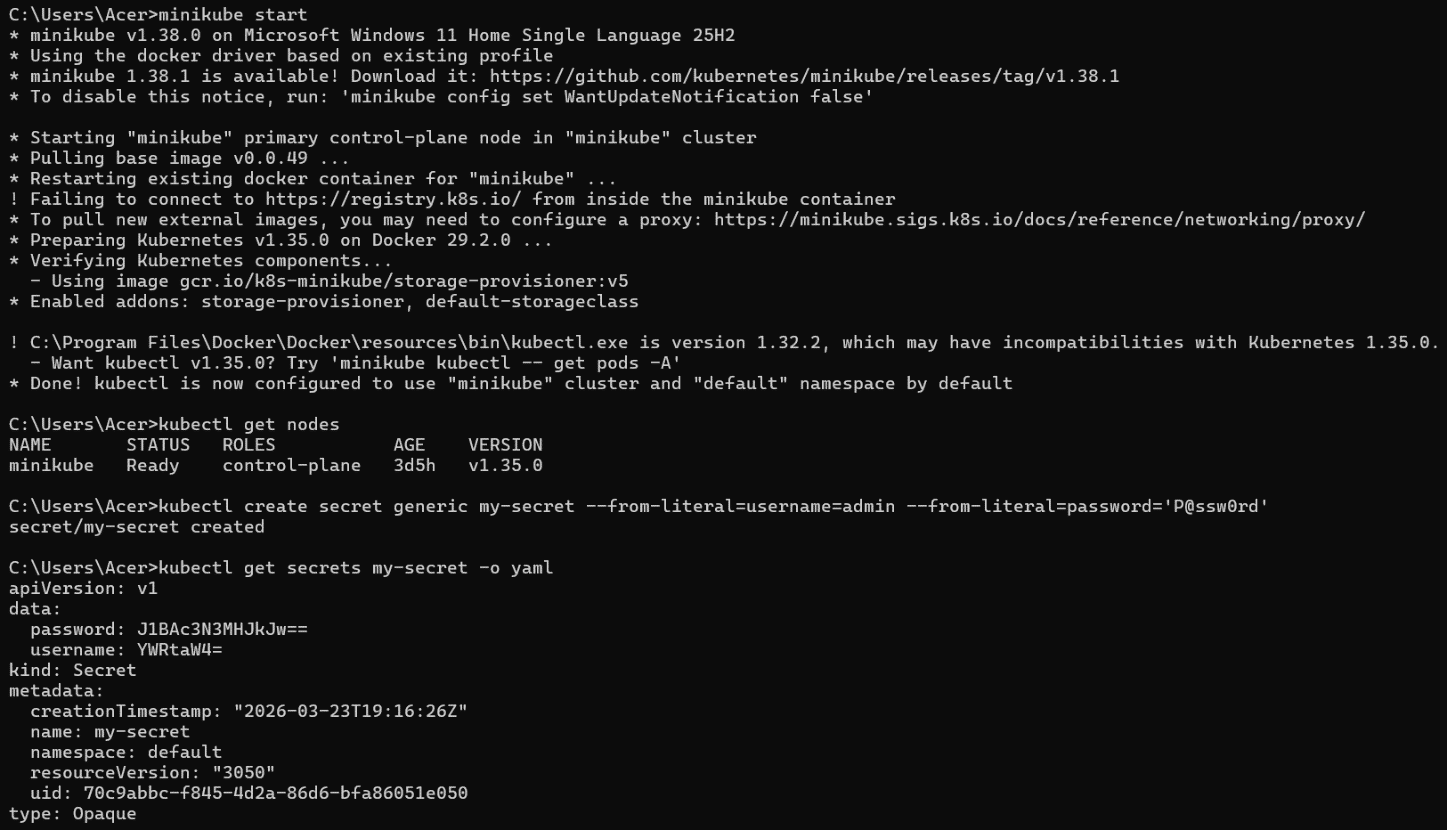 C:\Users\Acer>minikube start
* minikube v1.38.0 on Microsoft Windows 11 Home Single Language 25H2
* Using the docker driver based on existing profile
* minikube 1.38.1 is available! Download it: https://github.com/kubernetes/minikube/releases/tag/v1.38.1
* To disable this notice, run: 'minikube config set WantUpdateNotification false'
* Starting "minikube" primary control-plane node in "minikube" cluster
* Pulling base image v0.0.49 ...
* Restarting existing docker container for "minikube" ...
! Failing to connect to https://registry.k8s.io/ from inside the minikube container
* To pull new external images, you may need to configure a proxy: https://minikube.sigs.k8s.io/docs/reference/networking/proxy/
* Preparing Kubernetes v1.35.0 on Docker 29.2.0 ...
* Verifying Kubernetes components...
  - Using image gcr.io/k8s-minikube/storage-provisioner:v5
* Enabled addons: storage-provisioner, default-storageclass
! C:\Program Files\Docker\Docker\resources\bin\kubectl.exe is version 1.32.2, which may have incompatibilities with Kubernetes 1.35.0.
  - Want kubectl v1.35.0? Try 'minikube kubectl -- get pods -A'
* Done! kubectl is now configured to use "minikube" cluster and "default" namespace by default
C:\Users\Acer>kubectl get nodes
NAME       STATUS   ROLES           AGE    VERSION
minikube   Ready    control-plane   3d5h   v1.35.0
C:\Users\Acer>kubectl create secret generic my-secret --from-literal=username=admin --from-literal=password='P@ssw0rd'
secret/my-secret created
C:\Users\Acer>kubectl get secrets my-secret -o yaml
apiVersion: v1
data:
  password: J1BAc3N3MHJkJw==
  username: YWRtaW4=
kind: Secret
metadata:
  creationTimestamp: "2026-03-23T19:16:26Z"
  name: my-secret
  namespace: default
  resourceVersion: "3050"
  uid: 70c9abbc-f845-4d2a-86d6-bfa86051e050
type: Opaque